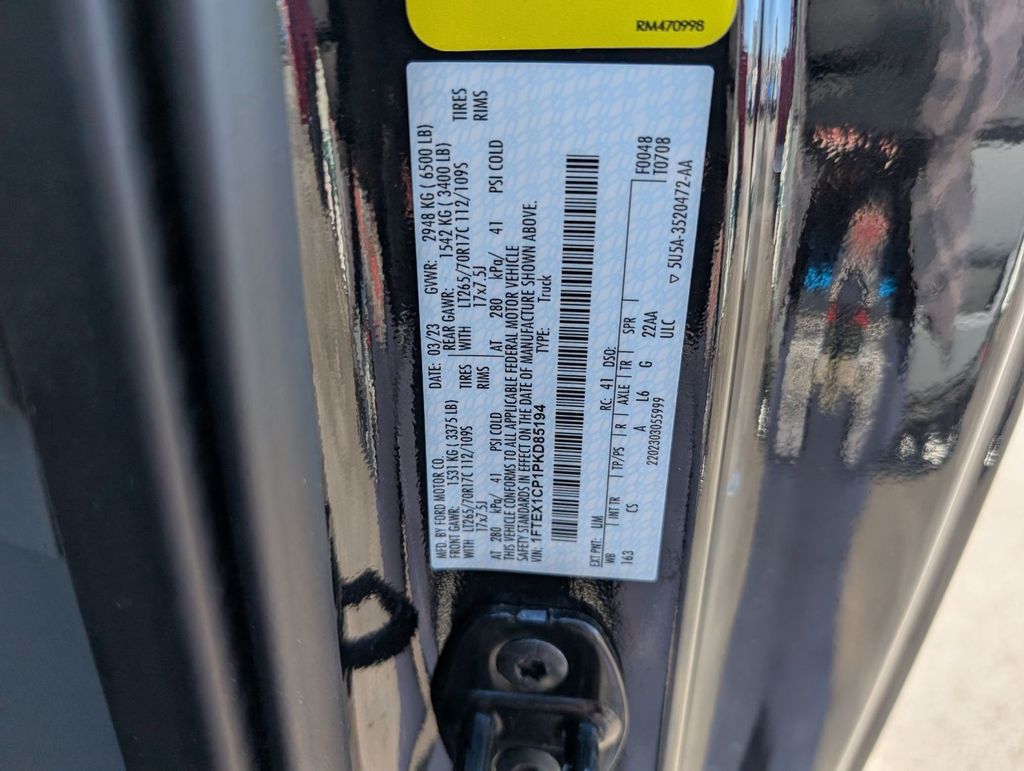 RM470998
MFD. BY FORD MOTOR CO. DATE: 03/23 GVWR: 2948 KG ( 6500 LB)
FRONT GAWR: 1531 KG ( 3375 LB) REAR GAWR: 1542 KG ( 3400 LB)
WITH LT265/70R17C 112/109S TIRES WITH LT265/70R17C 112/109S TIRES
17x7.5J RIMS 17x7.5J RIMS
AT 280 kPa/ 41 PSI COLD AT 280 kPa/ 41 PSI COLD
THIS VEHICLE CONFORMS TO ALL APPLICABLE FEDERAL MOTOR VEHICLE
SAFETY STANDARDS IN EFFECT ON THE DATE OF MANUFACTURE SHOWN ABOVE.
VIN: 1FTEX1CP1PKD85194 TYPE: Truck
EXT PNT: UM RC: 41 DSO: F0048
WB INT TR TP/PS R AXLE TR SPR T0708
163 CS A L6 G 22AA
2202303055999 ULC
▽ 5U5A-3520472-AA